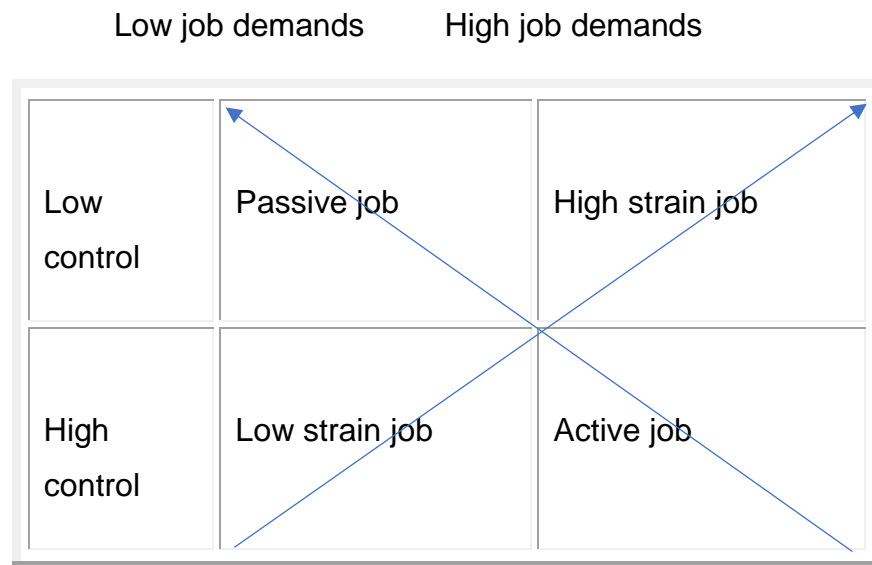 Low job demands High job demands
Low
control
Passive job
High strain job
High
control
Low strain job
Active job